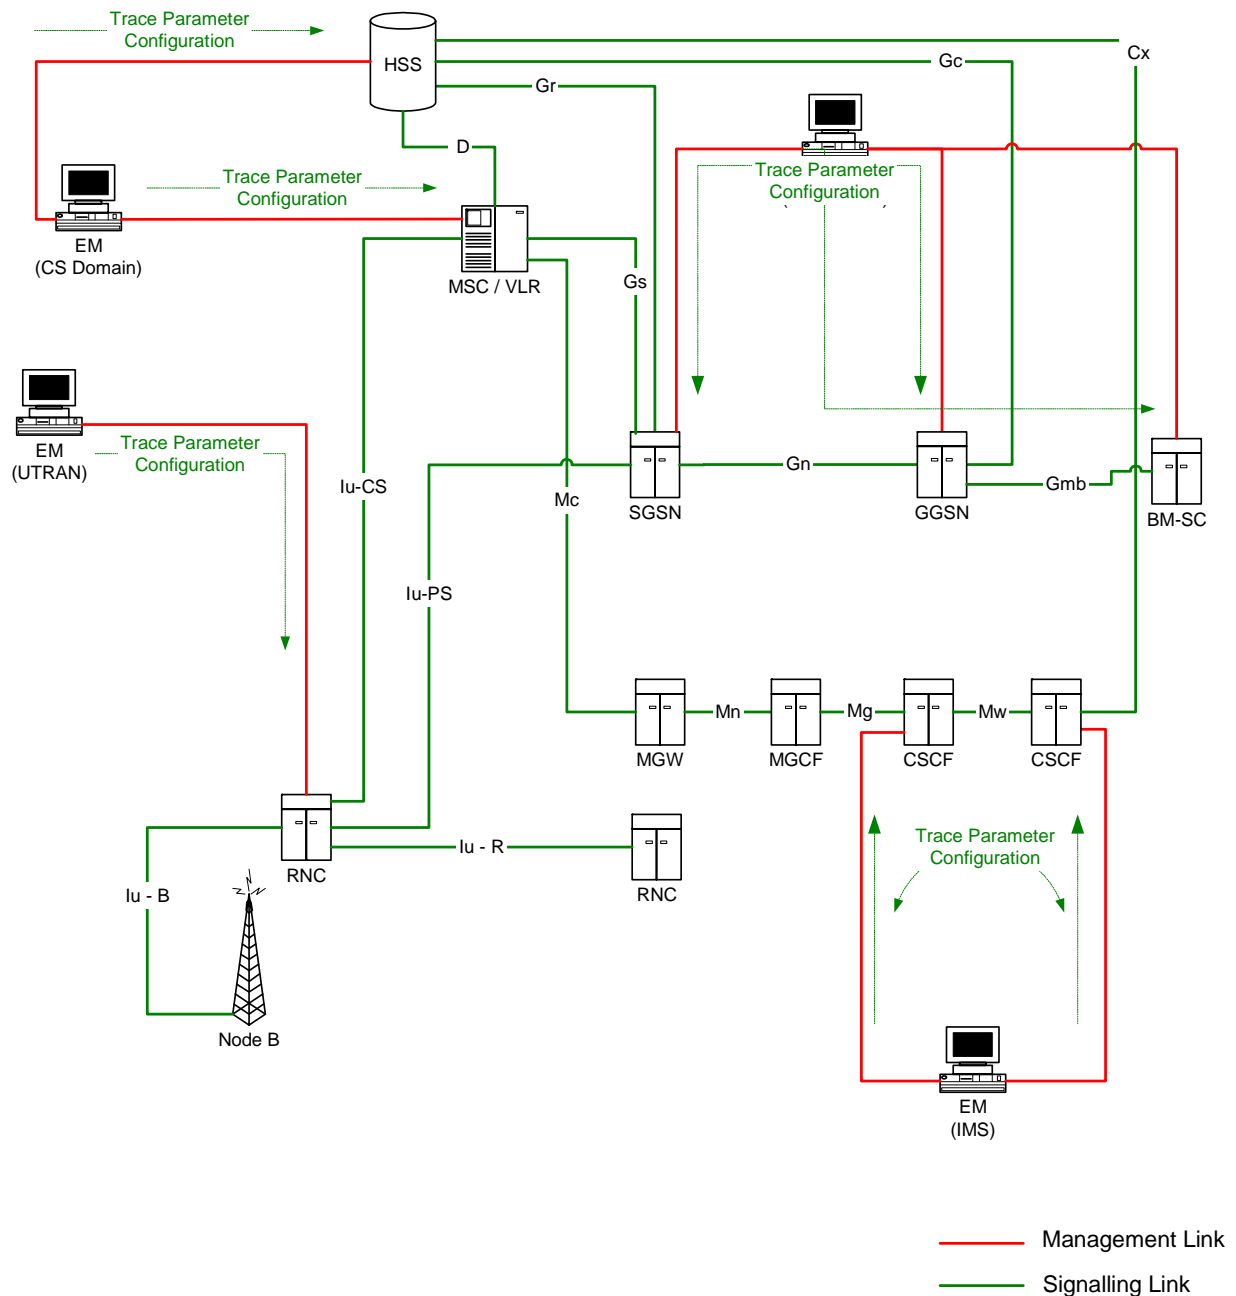 Trace Parameter
Configuration
HSS
Cx
Gc
Gr
D
Trace Parameter
Configuration
Trace Parameter
Configuration
EM
(CS Domain)
MSC / VLR
Gs
EM
(UTRAN)
Trace Parameter
Configuration
Iu-CS
Mc
SGSN
Gn
GGSN
Gmb
BM-SC
Iu-PS
Mn
Mg
Mw
MGW
MGCF
CSCF
CSCF
Iu - R
RNC
RNC
Trace Parameter
Configuration
Iu - B
Node B
EM
(IMS)
Management Link
Signalling Link